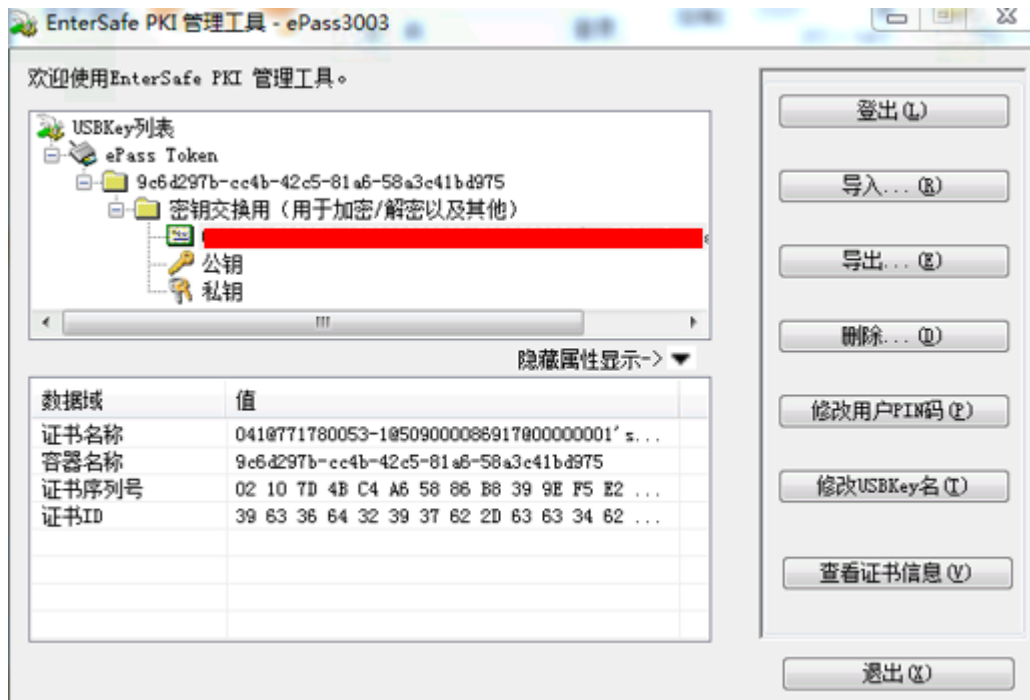 EnterSafe PKI 管理工具 - ePass3003
欢迎使用EnterSafe PKI 管理工具。
USBKey列表
ePass Token
9c6d297b-cc4b-42c5-81a6-58a3c41bd975
密钥交换用（用于加密/解密以及其他）
公钥
私钥
隐藏属性显示->
数据域 值
证书名称 041@771780053-1@5090000086917@00000001's...
容器名称 9c6d297b-cc4b-42c5-81a6-58a3c41bd975
证书序列号 02 10 7D 4B C4 A6 58 86 B8 39 9E F5 E2 ...
证书ID 39 63 36 64 32 39 37 62 2D 63 63 34 62 ...
登出(L)
导入...(R)
导出...(E)
删除...(D)
修改用户PIN码(P)
修改USBKey名(T)
查看证书信息(V)
退出(X)